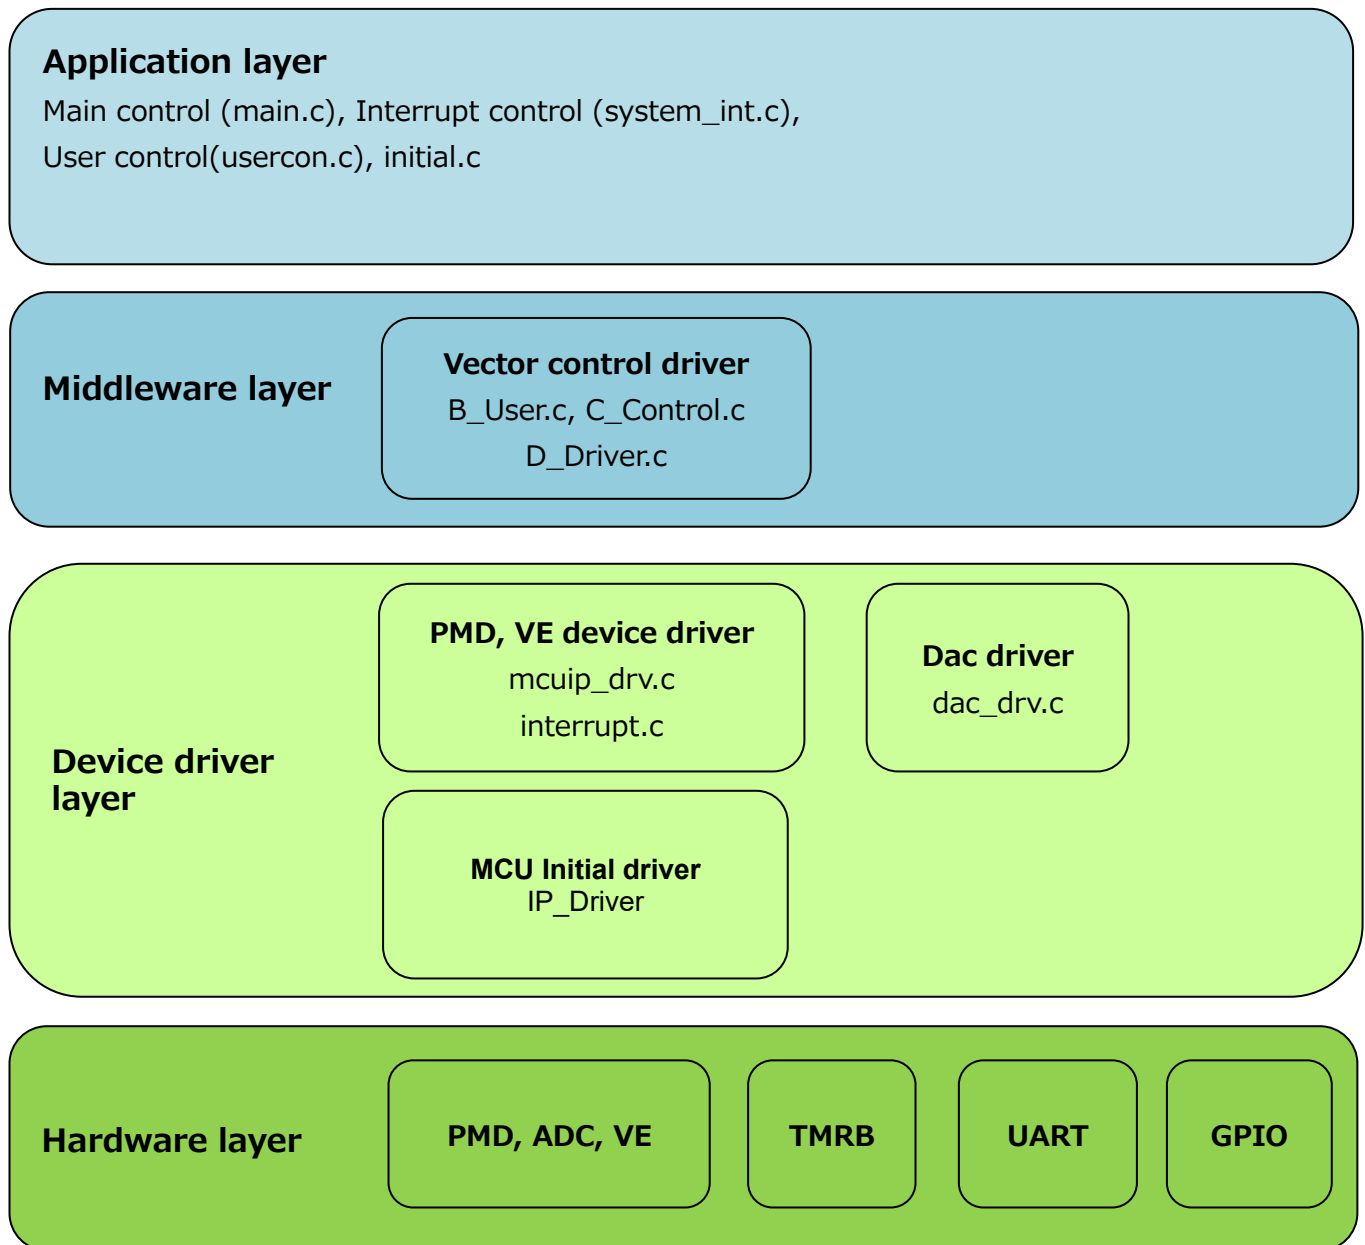 Application layer
Main control (main.c), Interrupt control (system_int.c),
User control(usercon.c), initial.c
Middleware layer
Vector control driver
B_User.c, C_Control.c
D_Driver.c
Device driver
layer
PMD, VE device driver
mcuip_drv.c
interrupt.c
Dac driver
dac_drv.c
MCU Initial driver
IP_Driver
Hardware layer
PMD, ADC, VE
TMRB
UART
GPIO